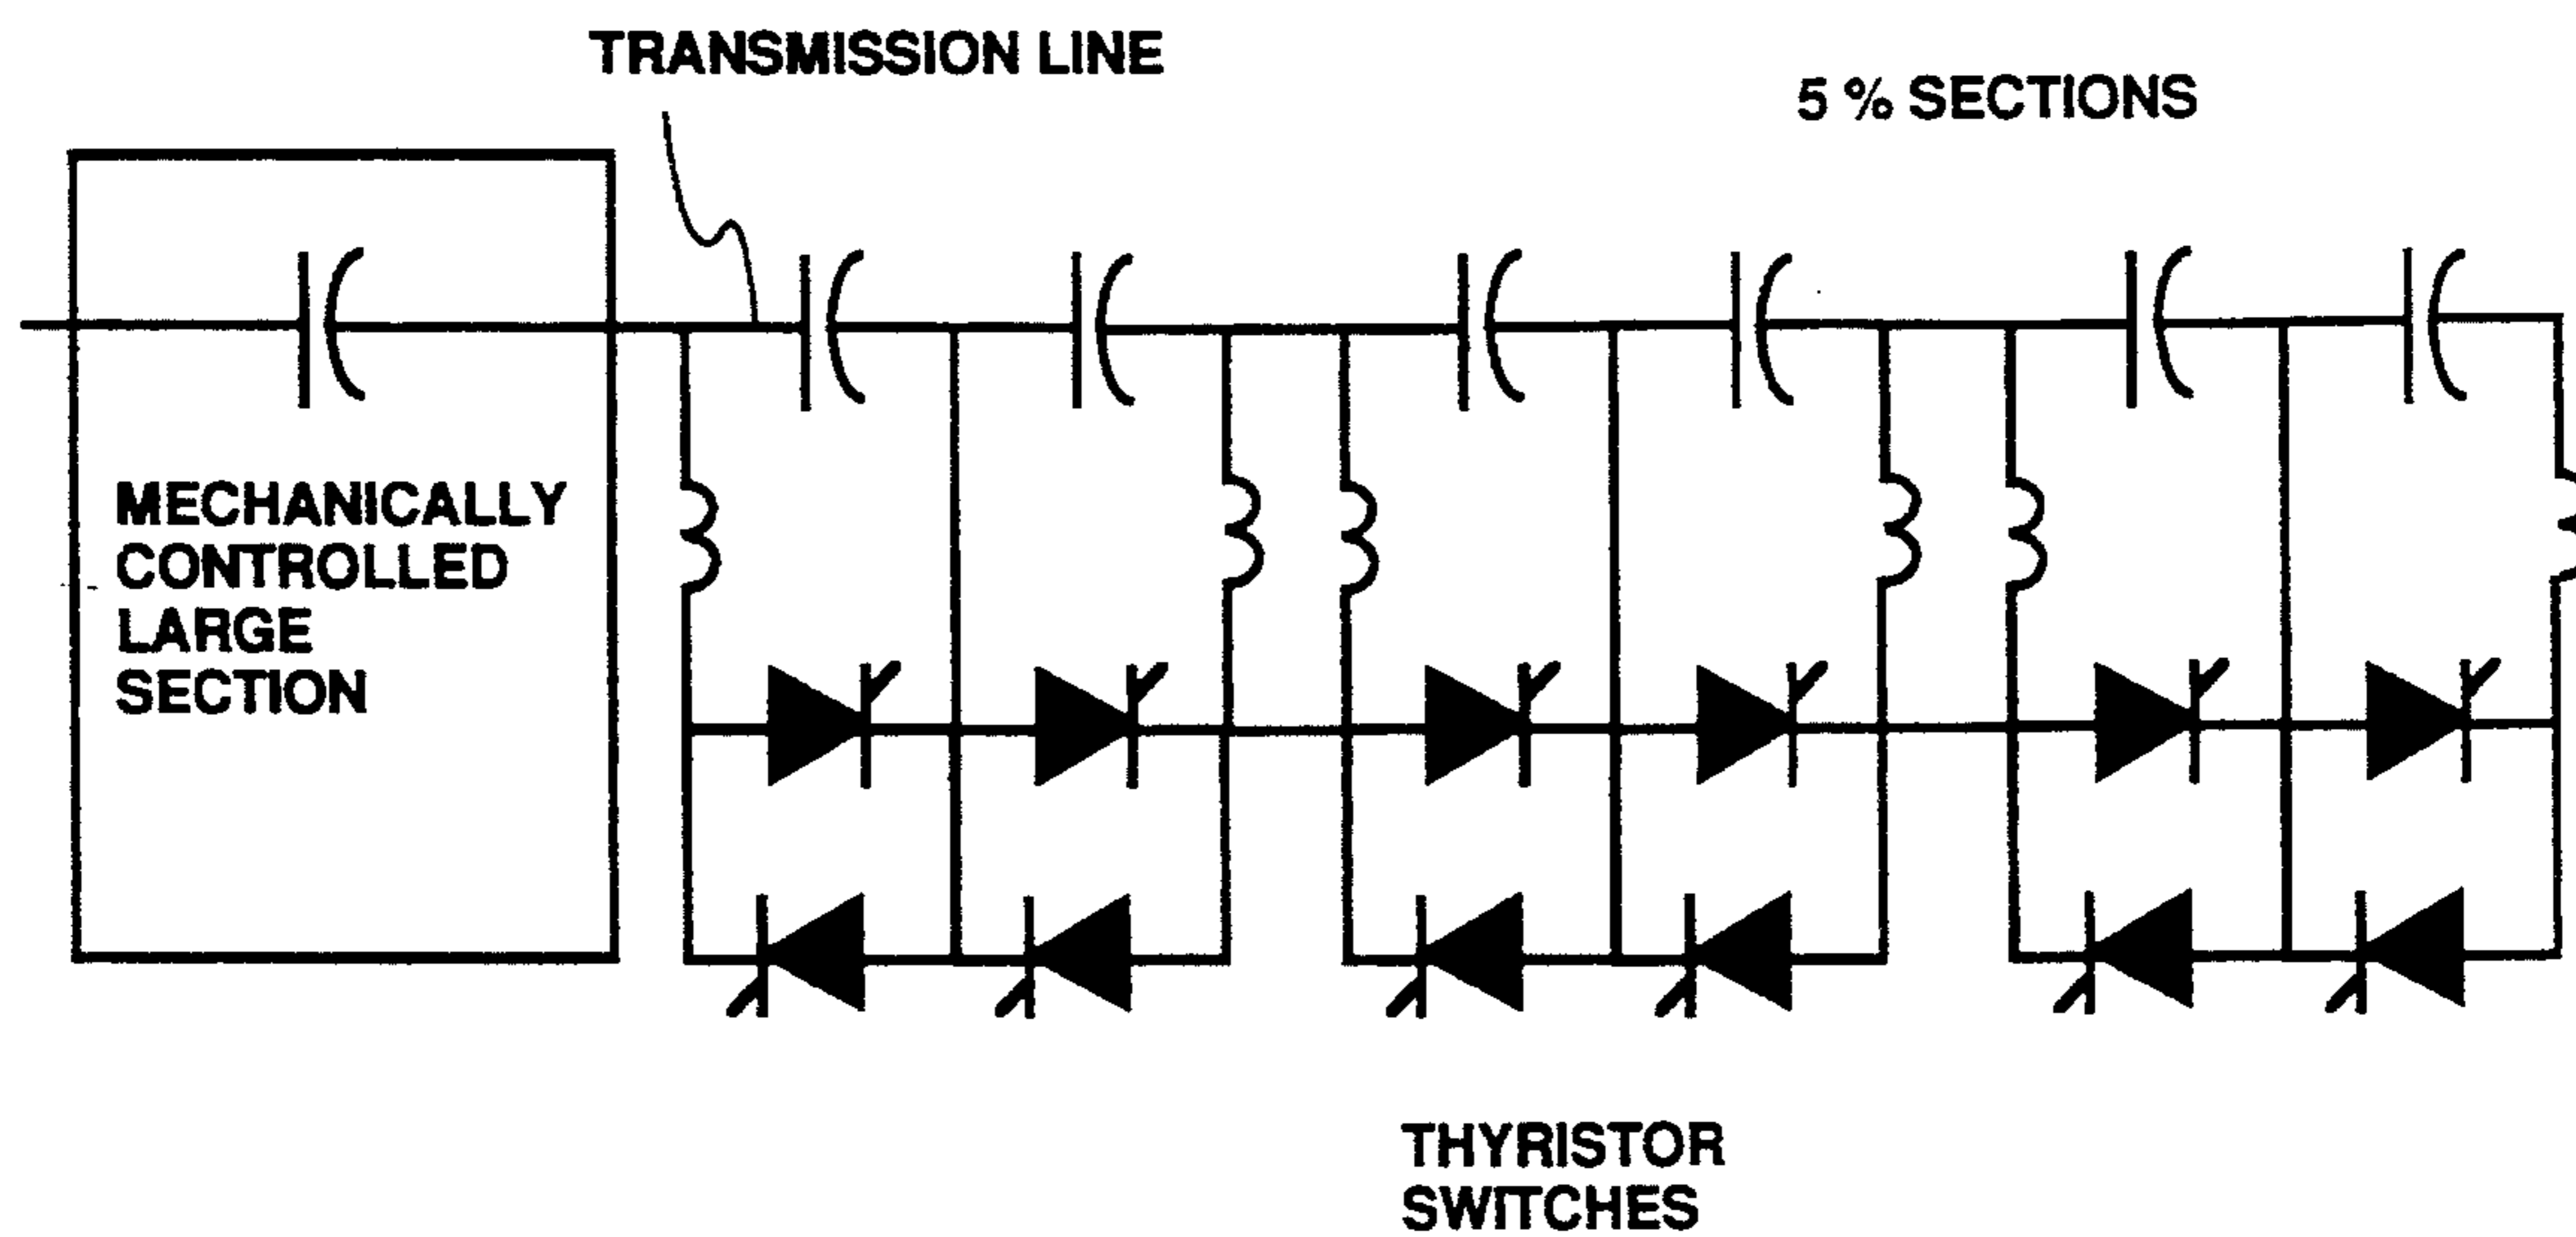 TRANSMISSION LINE
5 % SECTIONS
MECHANICALLY
CONTROLLED
LARGE
SECTION
THYRISTOR
SWITCHES